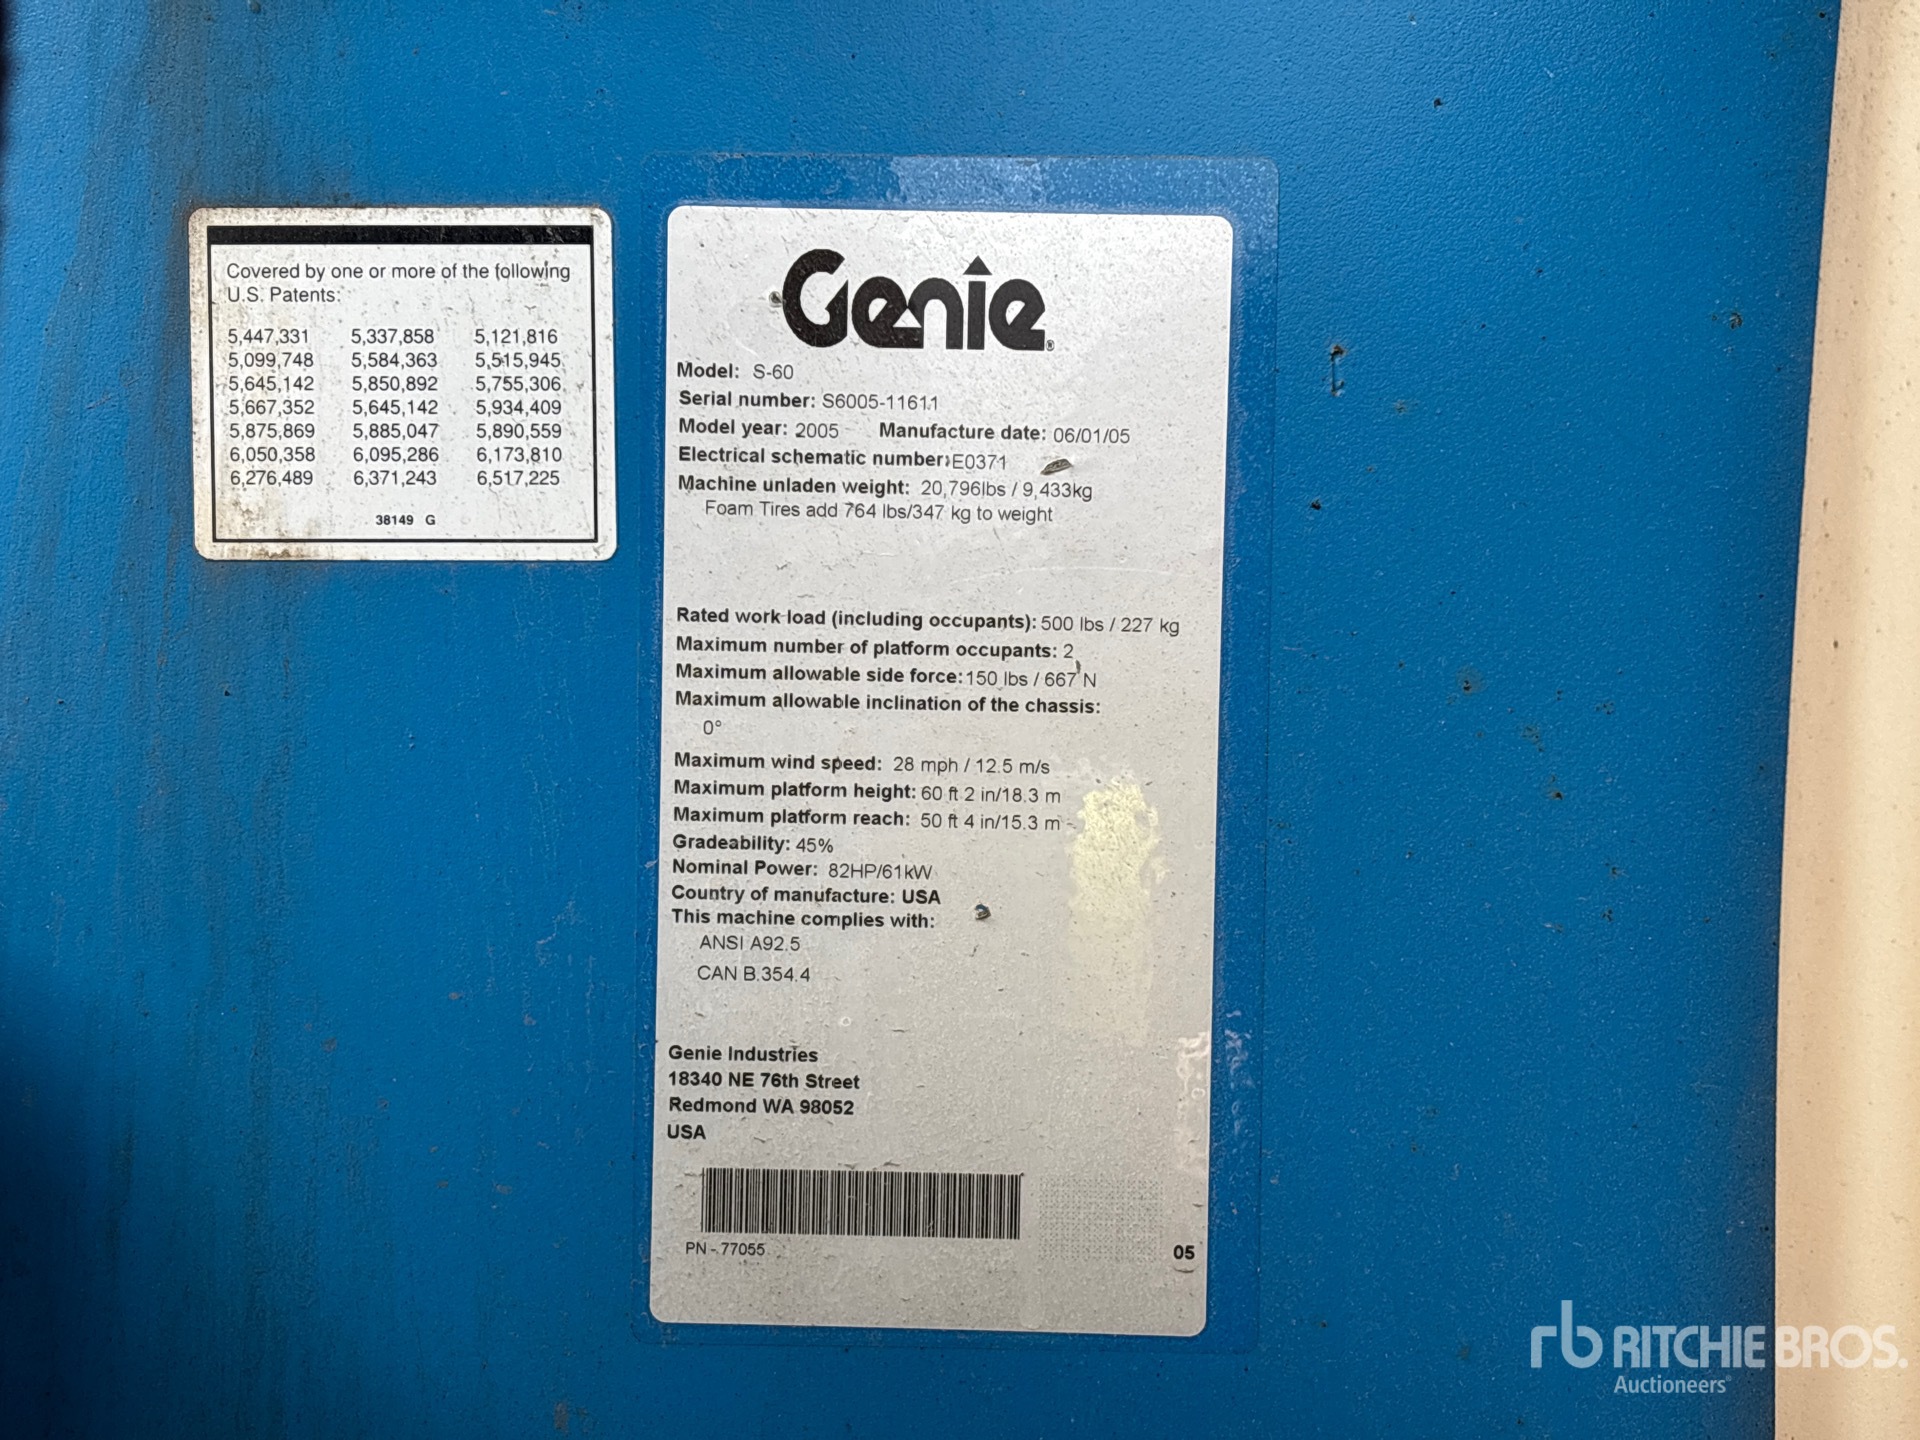 Covered by one or more of the following
U.S. Patents:
5,447,331 5,337,858 5,121,816
5,099,748 5,584,363 5,515,945
5,645,142 5,850,892 5,755,306
5,667,352 5,645,142 5,934,409
5,875,869 5,885,047 5,890,559
6,050,358 6,095,286 6,173,810
6,276,489 6,371,243 6,517,225
38149 G
Genie®
Model: S-60
Serial number: S6005-11611
Model year: 2005 Manufacture date: 06/01/05
Electrical schematic number: E0371
Machine unladen weight: 20,796lbs / 9,433kg
Foam Tires add 764 lbs/347 kg to weight
Rated work load (including occupants): 500 lbs / 227 kg
Maximum number of platform occupants: 2
Maximum allowable side force: 150 lbs / 667 N
Maximum allowable inclination of the chassis:
0°
Maximum wind speed: 28 mph / 12.5 m/s
Maximum platform height: 60 ft 2 in/18.3 m
Maximum platform reach: 50 ft 4 in/15.3 m
Gradeability: 45%
Nominal Power: 82HP/61kW
Country of manufacture: USA
This machine complies with:
ANSI A92.5
CAN B.354.4
Genie Industries
18340 NE 76th Street
Redmond WA 98052
USA
PN - 77055
05
rb RITCHIE BROS.
Auctioneers